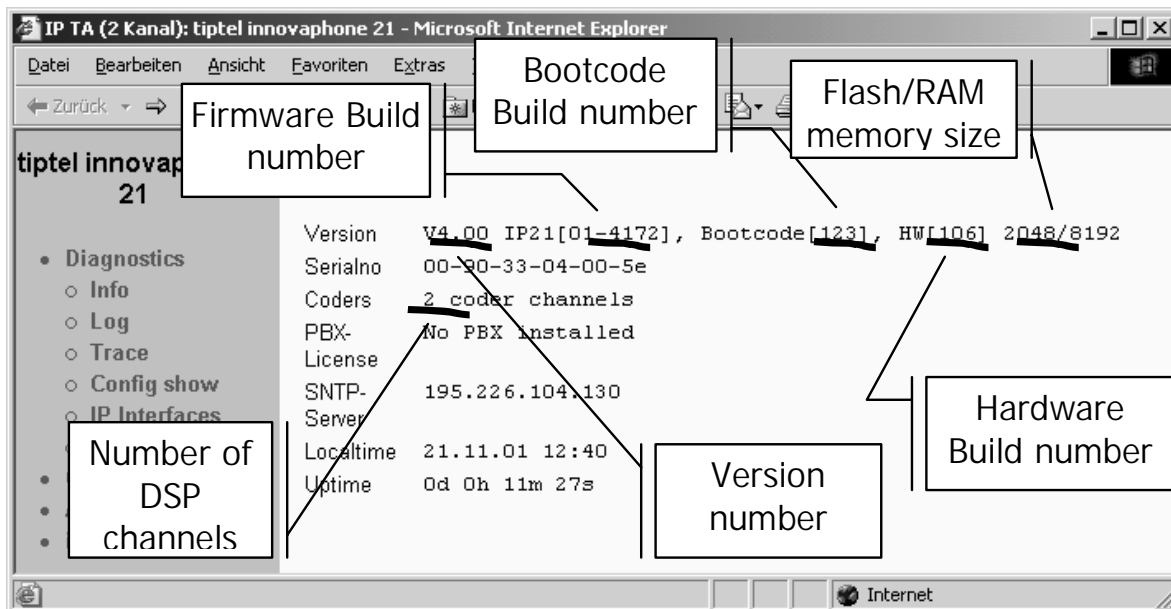 IP TA (2 Kanal): tiptel innovaphone 21 - Microsoft Internet Explorer
Datei Bearbeiten Ansicht Favoriten Extras
Zurück
Bootcode
Build number
Flash/RAM
memory size
Firmware Build
number
tiptel innovap
21
Version V4.00 IP21[01-4172], Bootcode[123], HW[106] 2048/8192
Serialno 00-90-33-04-00-5e
Coders 2 coder channels
PBX-
License
No PBX installed
SNTP-
Server
195.226.104.130
Localtime 21.11.01 12:40
Uptime 0d 0h 11m 27s
Diagnostics
Info
Log
Trace
Config show
IP Interfaces
Number of
DSP
channels
Version
number
Hardware
Build number
Internet